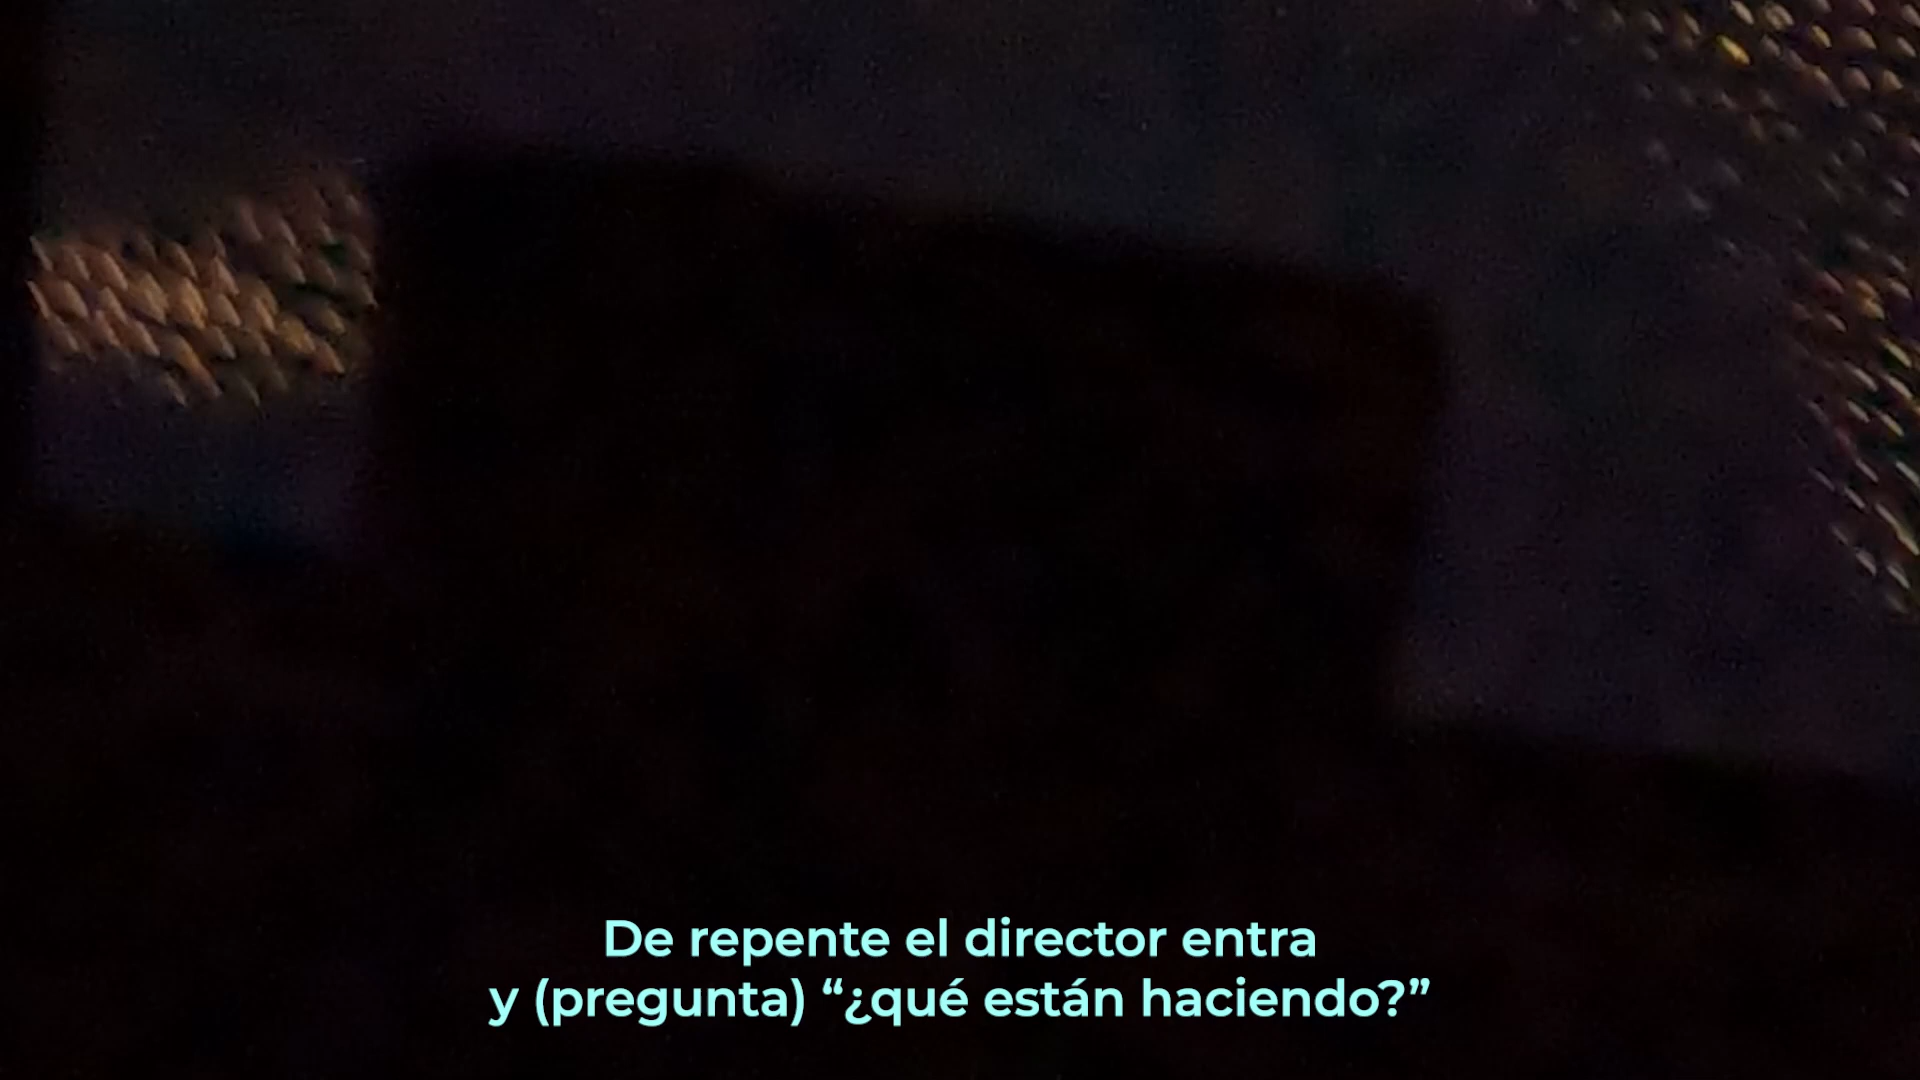 De repente el director entra
y (pregunta) “¿qué están haciendo?”